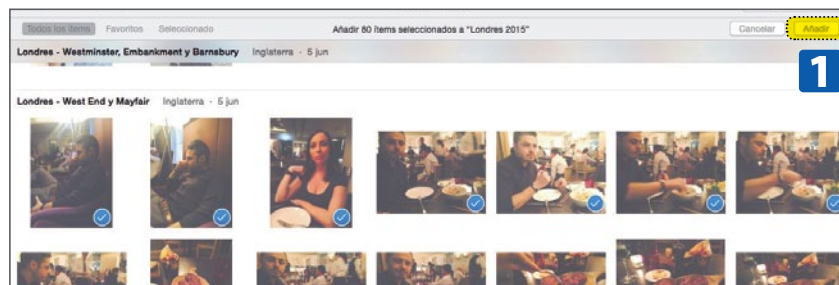 Todos los ítems Favoritos Seleccionado Añadir 80 ítems seleccionados a "Londres 2015" Cancelar Añadir
1
Londres - Westminster, Embankment y Barnsbury Inglaterra - 5 jun
Londres - West End y Mayfair Inglaterra - 5 jun